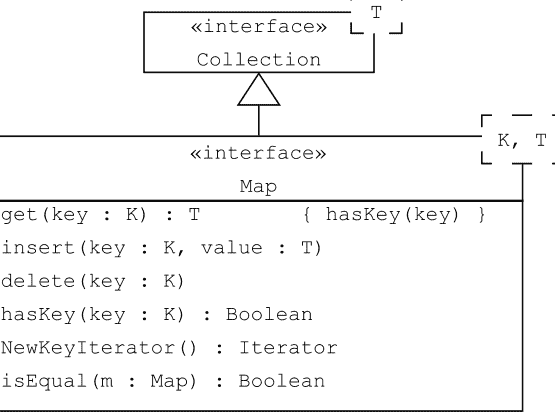 T
«interface»
Collection
K, T
«interface»
Map
get(key : K) : T { hasKey(key) }
insert(key : K, value : T)
delete(key : K)
hasKey(key : K) : Boolean
NewKeyIterator() : Iterator
isEqual(m : Map) : Boolean